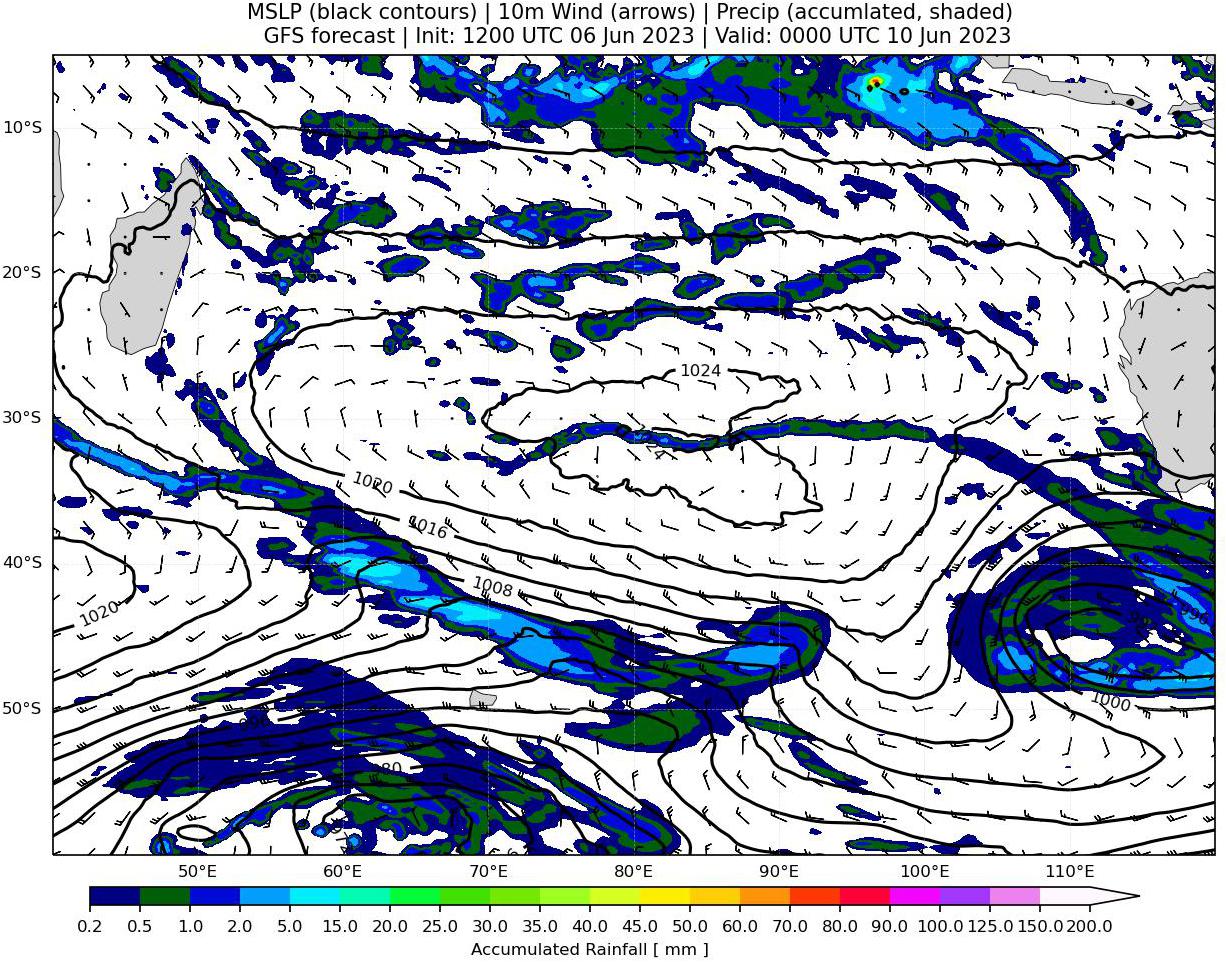 MSLP (black contours) | 10m Wind (arrows) | Precip (accumlated, shaded)
GFS forecast | Init: 1200 UTC 06 Jun 2023 | Valid: 0000 UTC 10 Jun 2023
10°S
20°S
1024
30°S
1020
1016
40°S
1008
1020
50°S
1000
50°E
60°E
70°E
80°E
90°E
100°E
110°E
0.2 0.5 1.0 2.0 5.0 10.0 15.0 20.0 25.0 30.0 35.0 40.0 45.0 50.0 60.0 70.0 80.0 90.0 100.0 125.0 150.0 200.0
Accumulated Rainfall [ mm ]